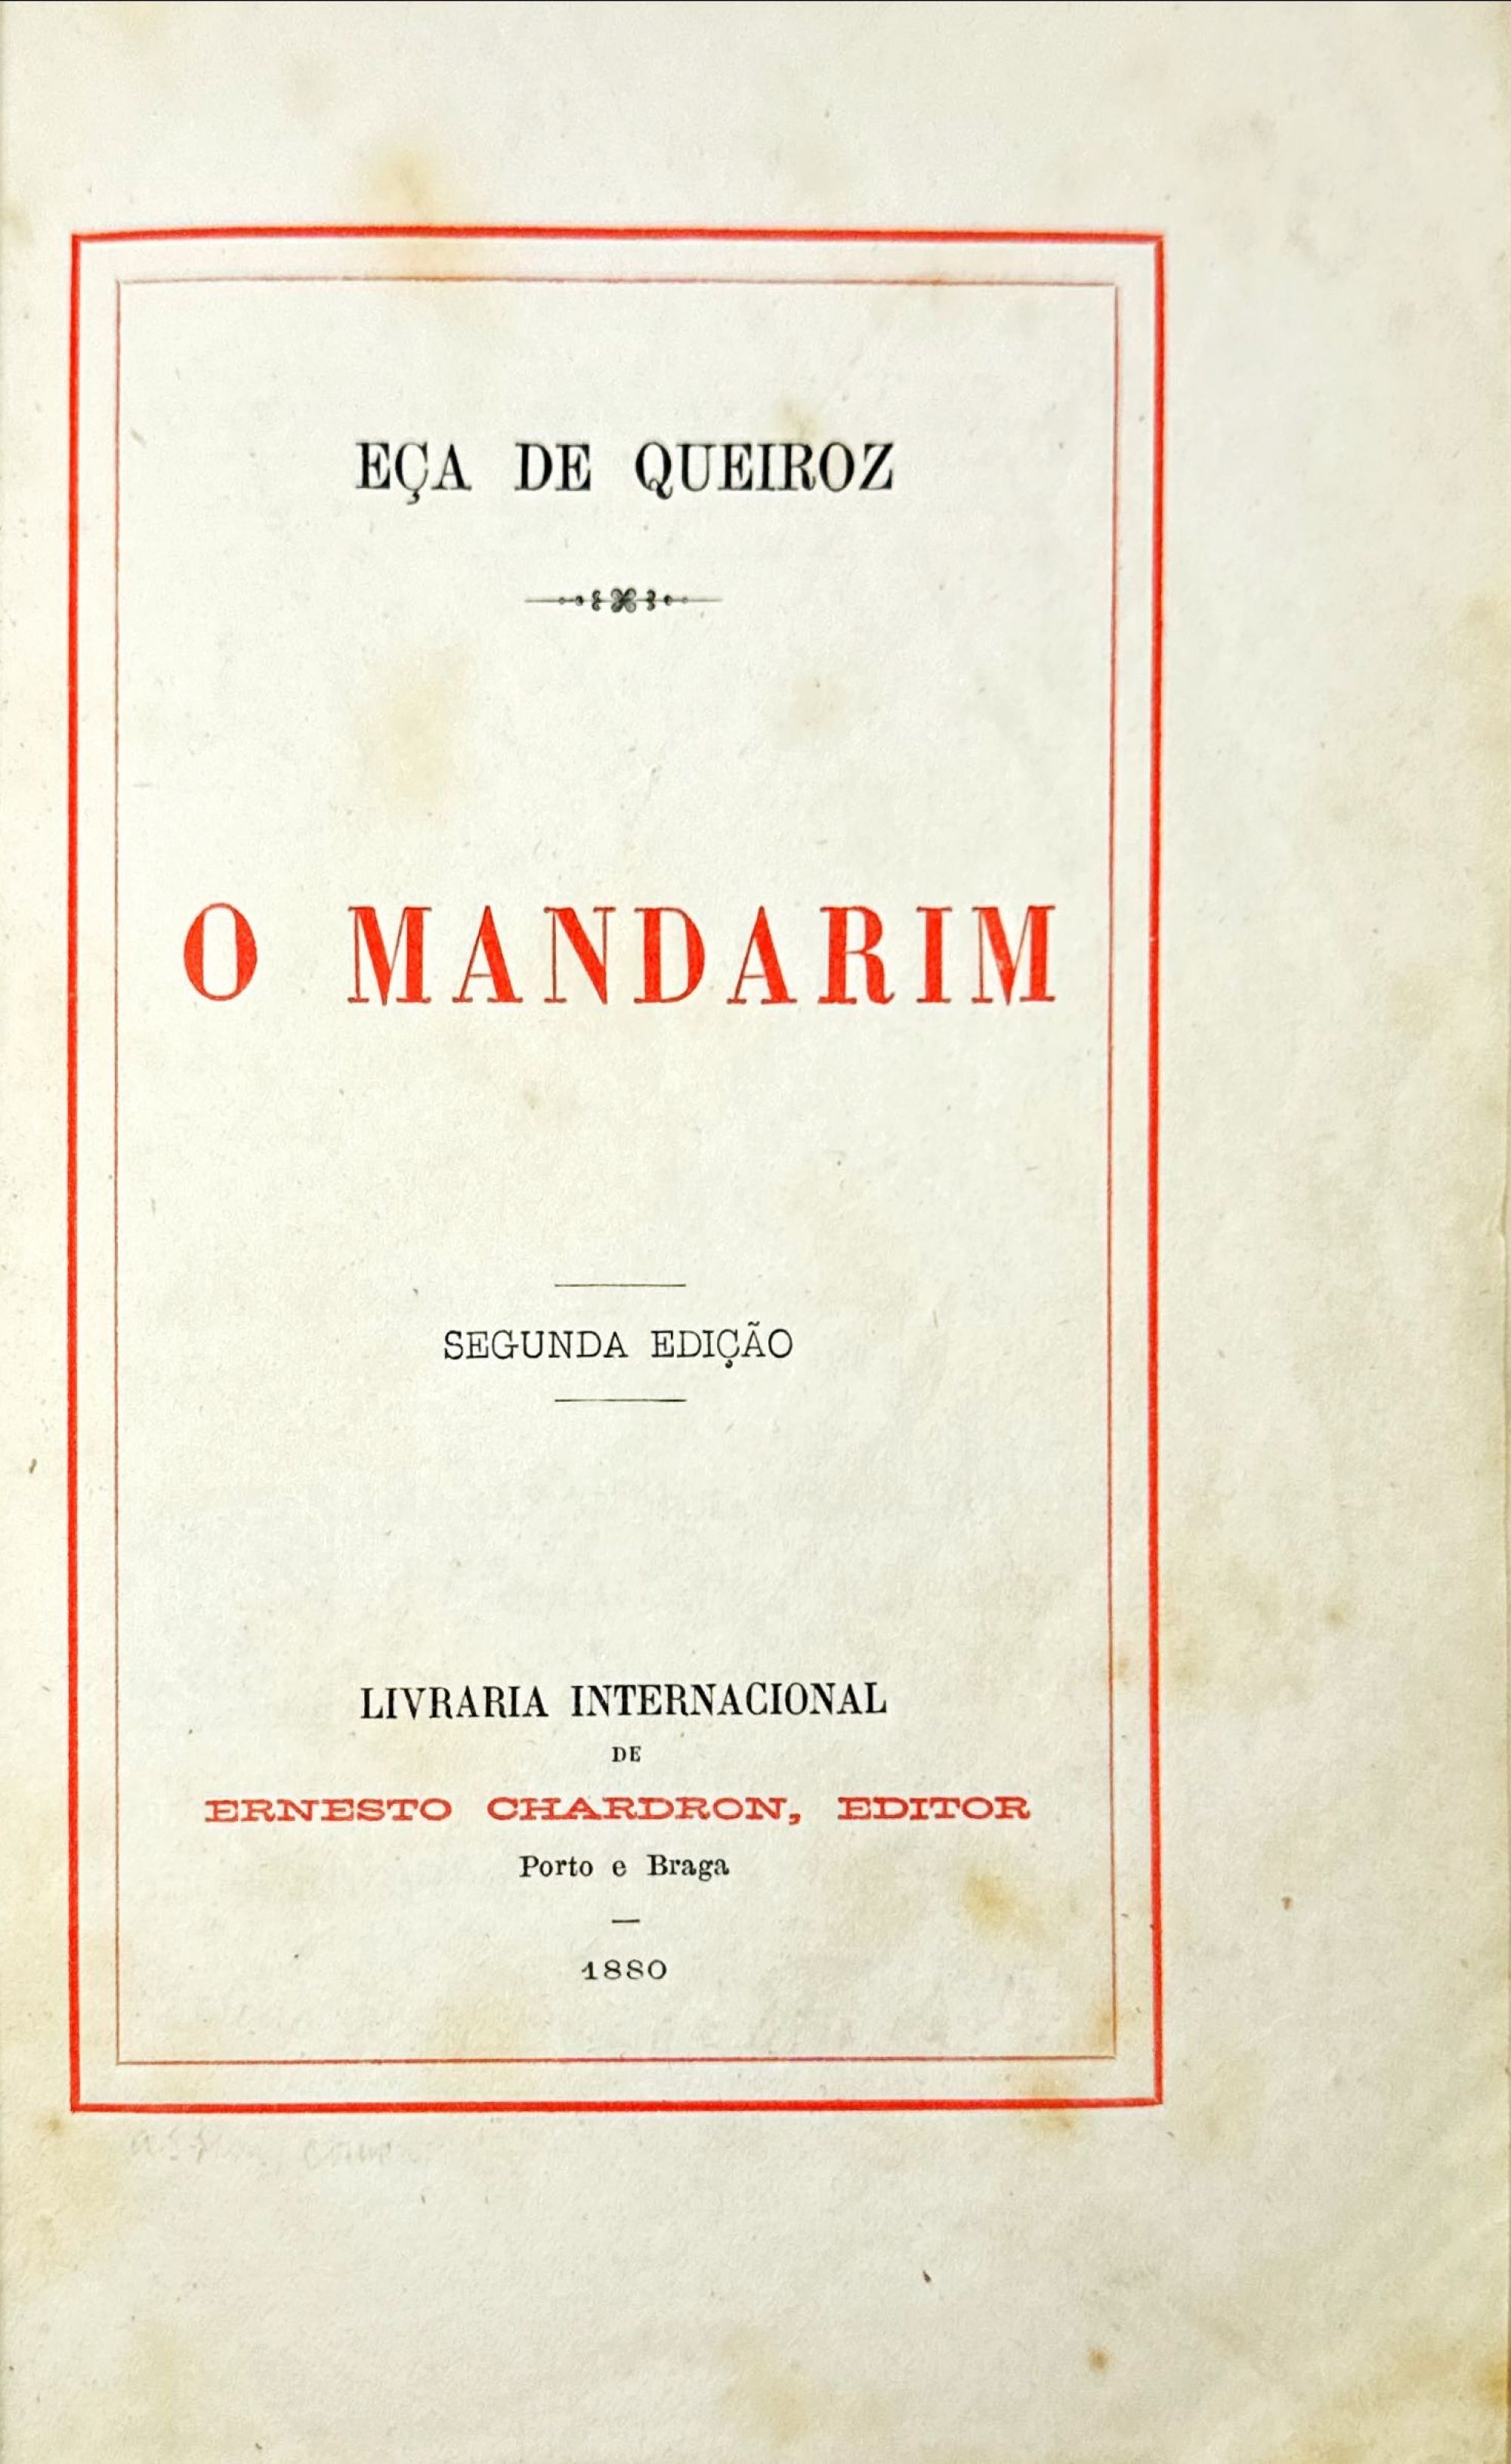 EÇA DE QUEIROZ
O MANDARIM
SEGUNDA EDIÇÃO
LIVRARIA INTERNACIONAL
DE
ERNESTO CHARDRON, EDITOR
Porto e Braga
1880